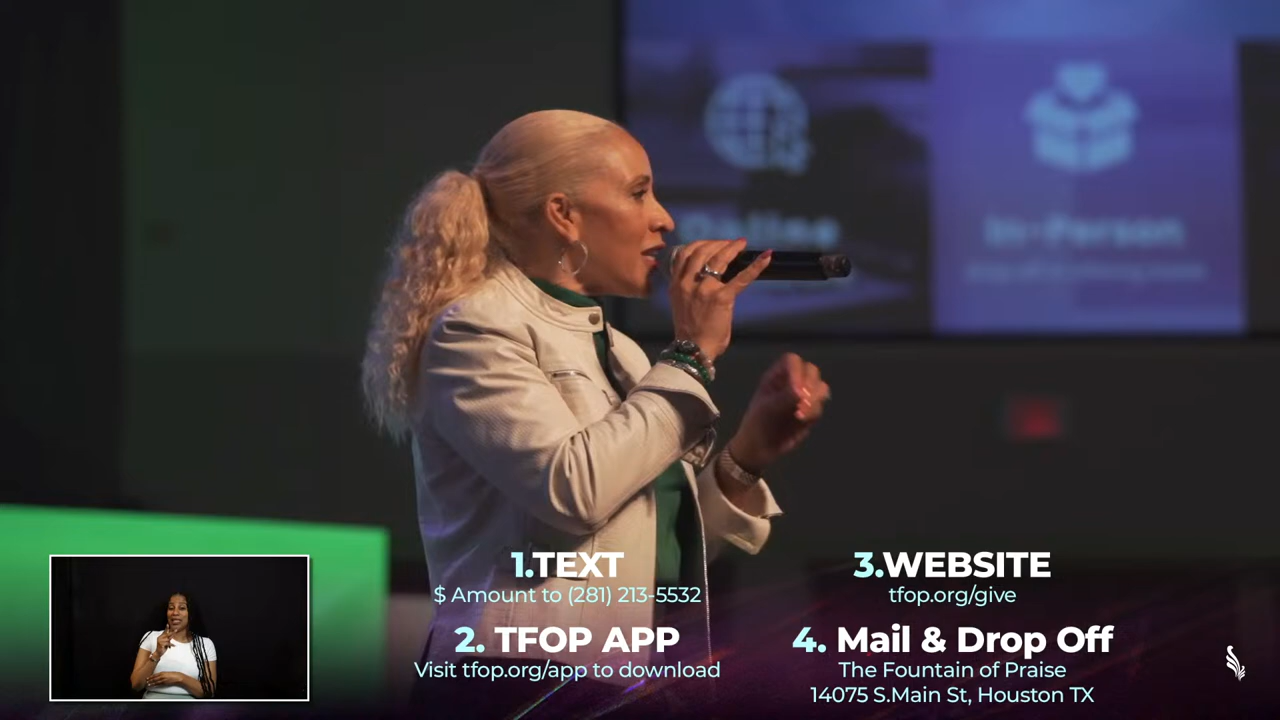 Online
In-Person
1.TEXT
$ Amount to (281) 213-5532
2. TFOP APP
Visit tfop.org/app to download
3.WEBSITE
tfop.org/give
4. Mail & Drop Off
The Fountain of Praise
14075 S.Main St, Houston TX